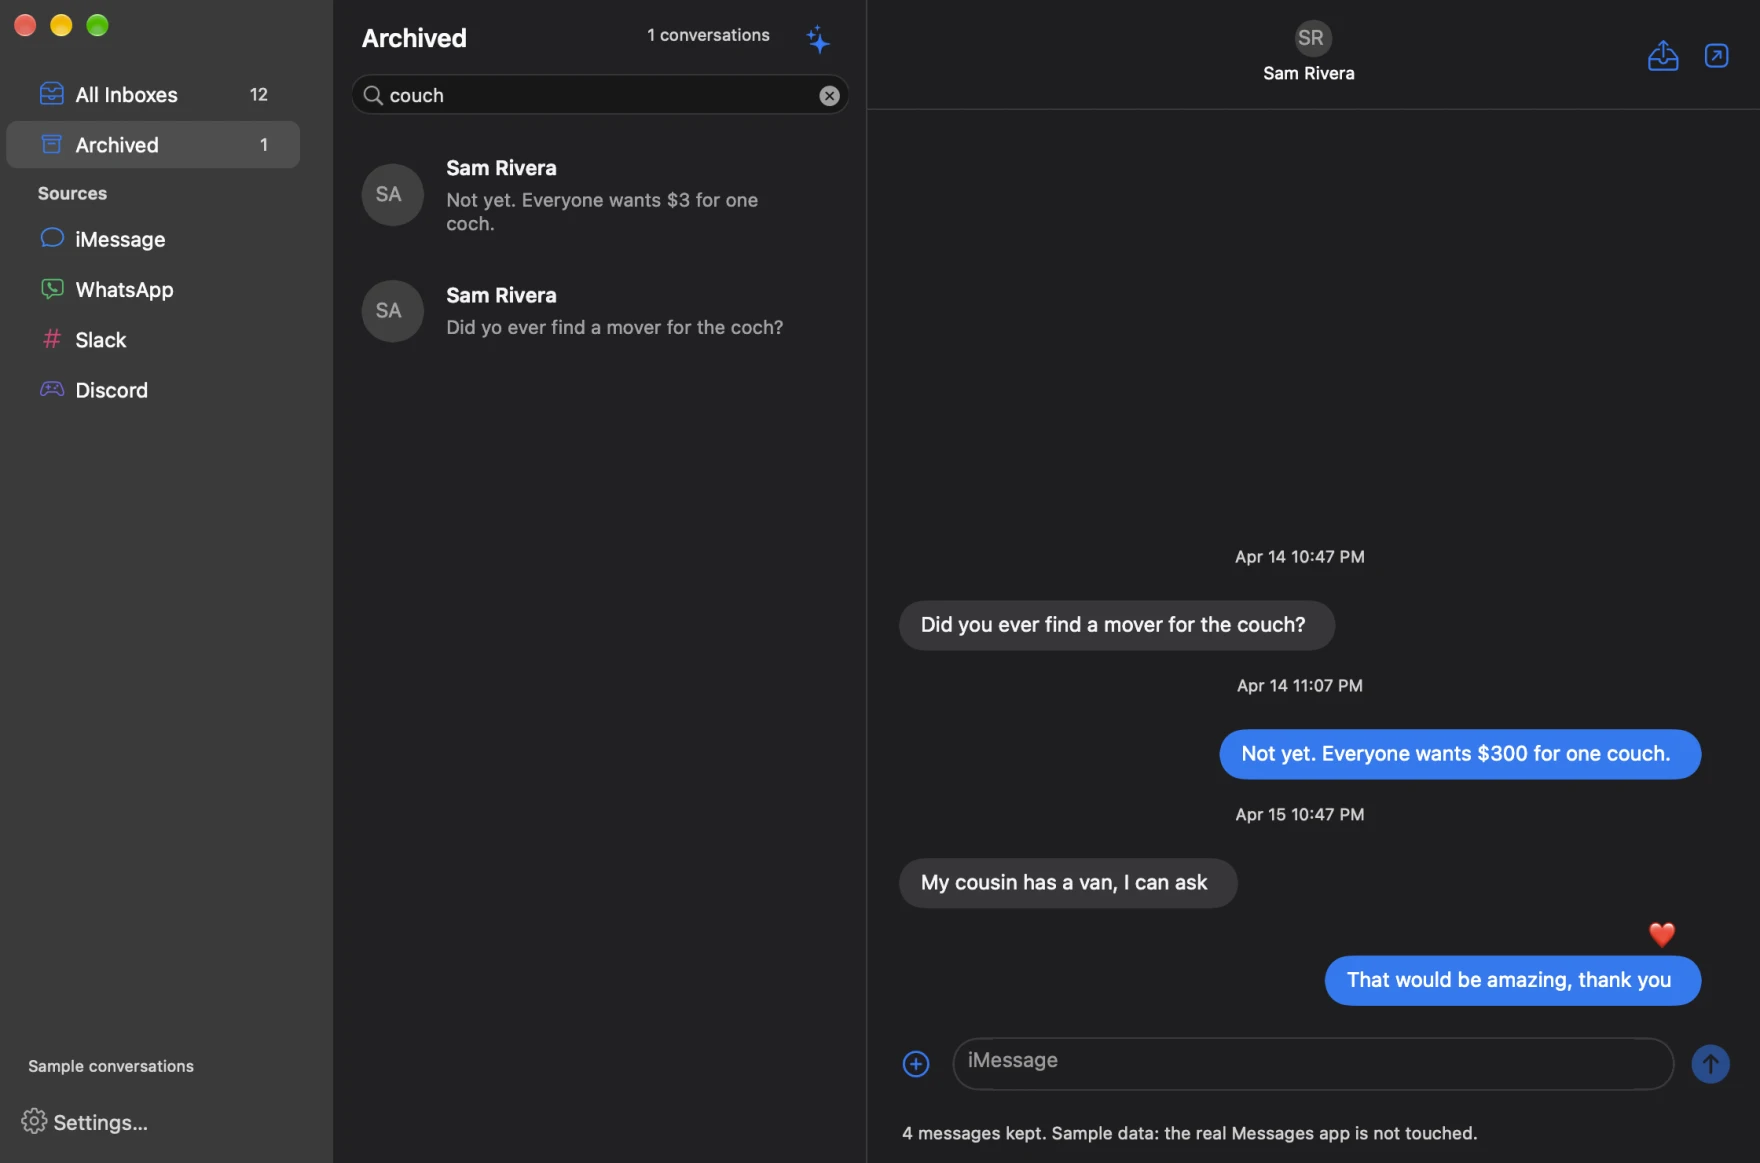 All Inboxes 12
Archived 1
Sources
iMessage
WhatsApp
Slack
Discord
Sample conversations
Settings...
Archived
1 conversations
couch
SA
Sam Rivera
Not yet. Everyone wants $3 for one
coch.
SA
Sam Rivera
Did yo ever find a mover for the coch?
SR
Sam Rivera
Apr 14 10:47 PM
Did you ever find a mover for the couch?
Apr 14 11:07 PM
Not yet. Everyone wants $300 for one couch.
Apr 15 10:47 PM
My cousin has a van, I can ask
That would be amazing, thank you
iMessage
4 messages kept. Sample data: the real Messages app is not touched.